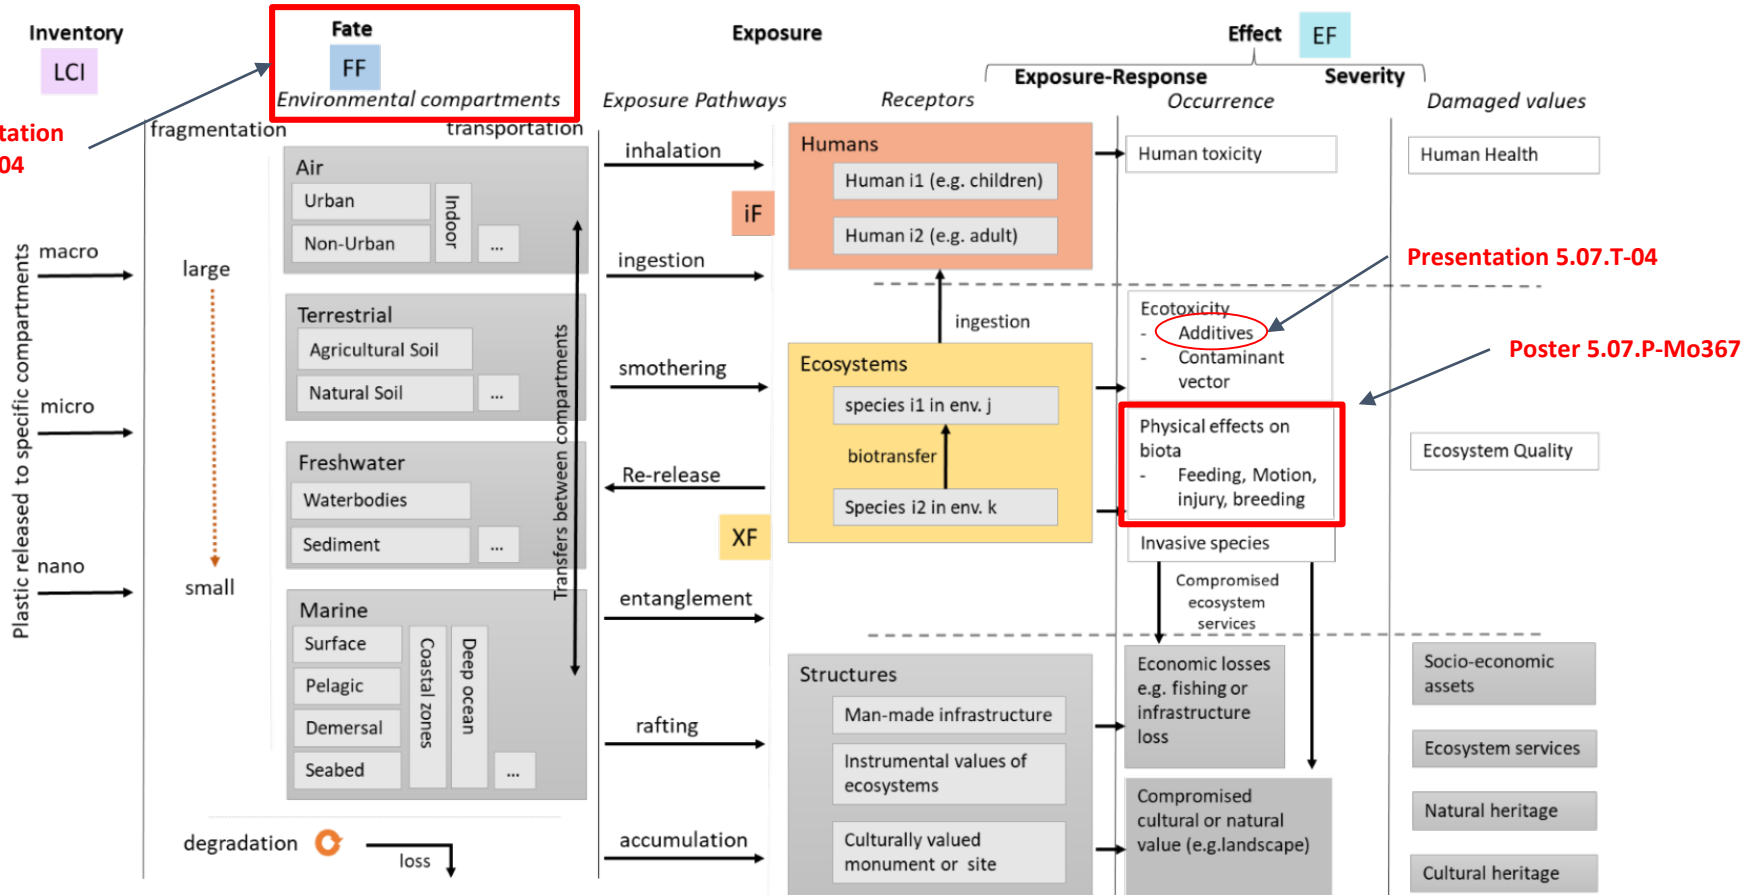 Inventory
LCI
Fate
FF
Environmental compartments
Exposure
Effect
EF
Exposure-Response
Severity
Exposure Pathways
Receptors
Occurrence
Damaged values
tation
04
fragmentation
transportation
Plastic released to specific compartments
macro
micro
nano
large
small
Air
Urban
Non-Urban
Indoor
...
Terrestrial
Agricultural Soil
Natural Soil
...
Freshwater
Waterbodies
Sediment
...
Marine
Surface
Pelagic
Demersal
Seabed
Coastal zones
Deep ocean
...
Transfers between compartments
degradation
loss
inhalation
iF
ingestion
smothering
Re-release
XF
entanglement
rafting
accumulation
Humans
Human i1 (e.g. children)
Human i2 (e.g. adult)
ingestion
Ecosystems
species i1 in env. j
biotransfer
Species i2 in env. k
Structures
Man-made infrastructure
Instrumental values of
ecosystems
Culturally valued
monument or site
Human toxicity
Ecotoxicity
- Additives
- Contaminant
vector
Physical effects on
biota
- Feeding, Motion,
injury, breeding
Invasive species
Compromised
ecosystem
services
Economic losses
e.g. fishing or
infrastructure
loss
Compromised
cultural or natural
value (e.g.landscape)
Human Health
Presentation 5.07.T-04
Poster 5.07.P-Mo367
Ecosystem Quality
Socio-economic
assets
Ecosystem services
Natural heritage
Cultural heritage